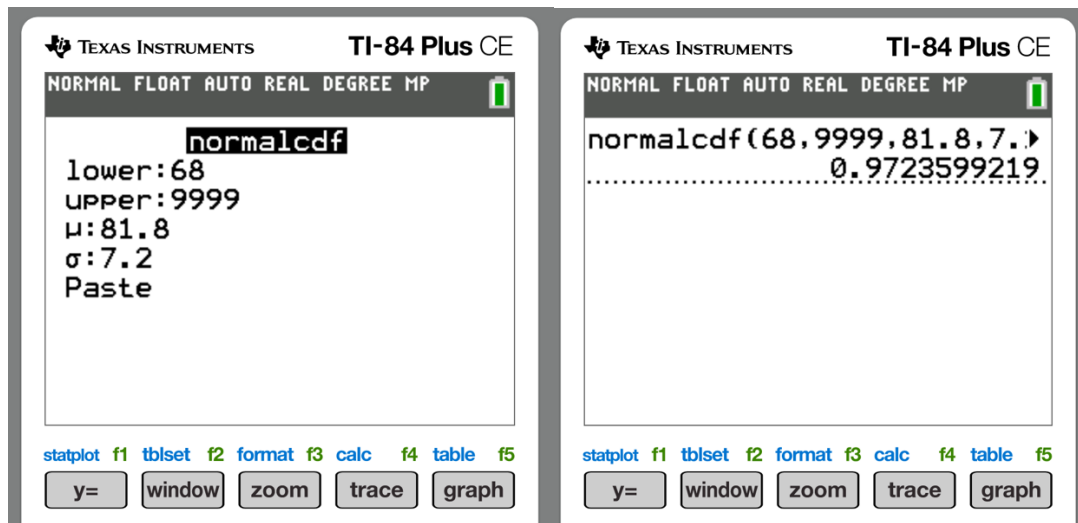 TEXAS INSTRUMENTS TI-84 Plus CE
NORMAL FLOAT AUTO REAL DEGREE MP
normalcdf
lower:68
upper:9999
μ:81.8
σ:7.2
Paste
statplot f1 tblset f2 format f3 calc f4 table f5
y= window zoom trace graph
TEXAS INSTRUMENTS TI-84 Plus CE
NORMAL FLOAT AUTO REAL DEGREE MP
normalcdf(68,9999,81.8,7.
0.9723599219
statplot f1 tblset f2 format f3 calc f4 table f5
y= window zoom trace graph